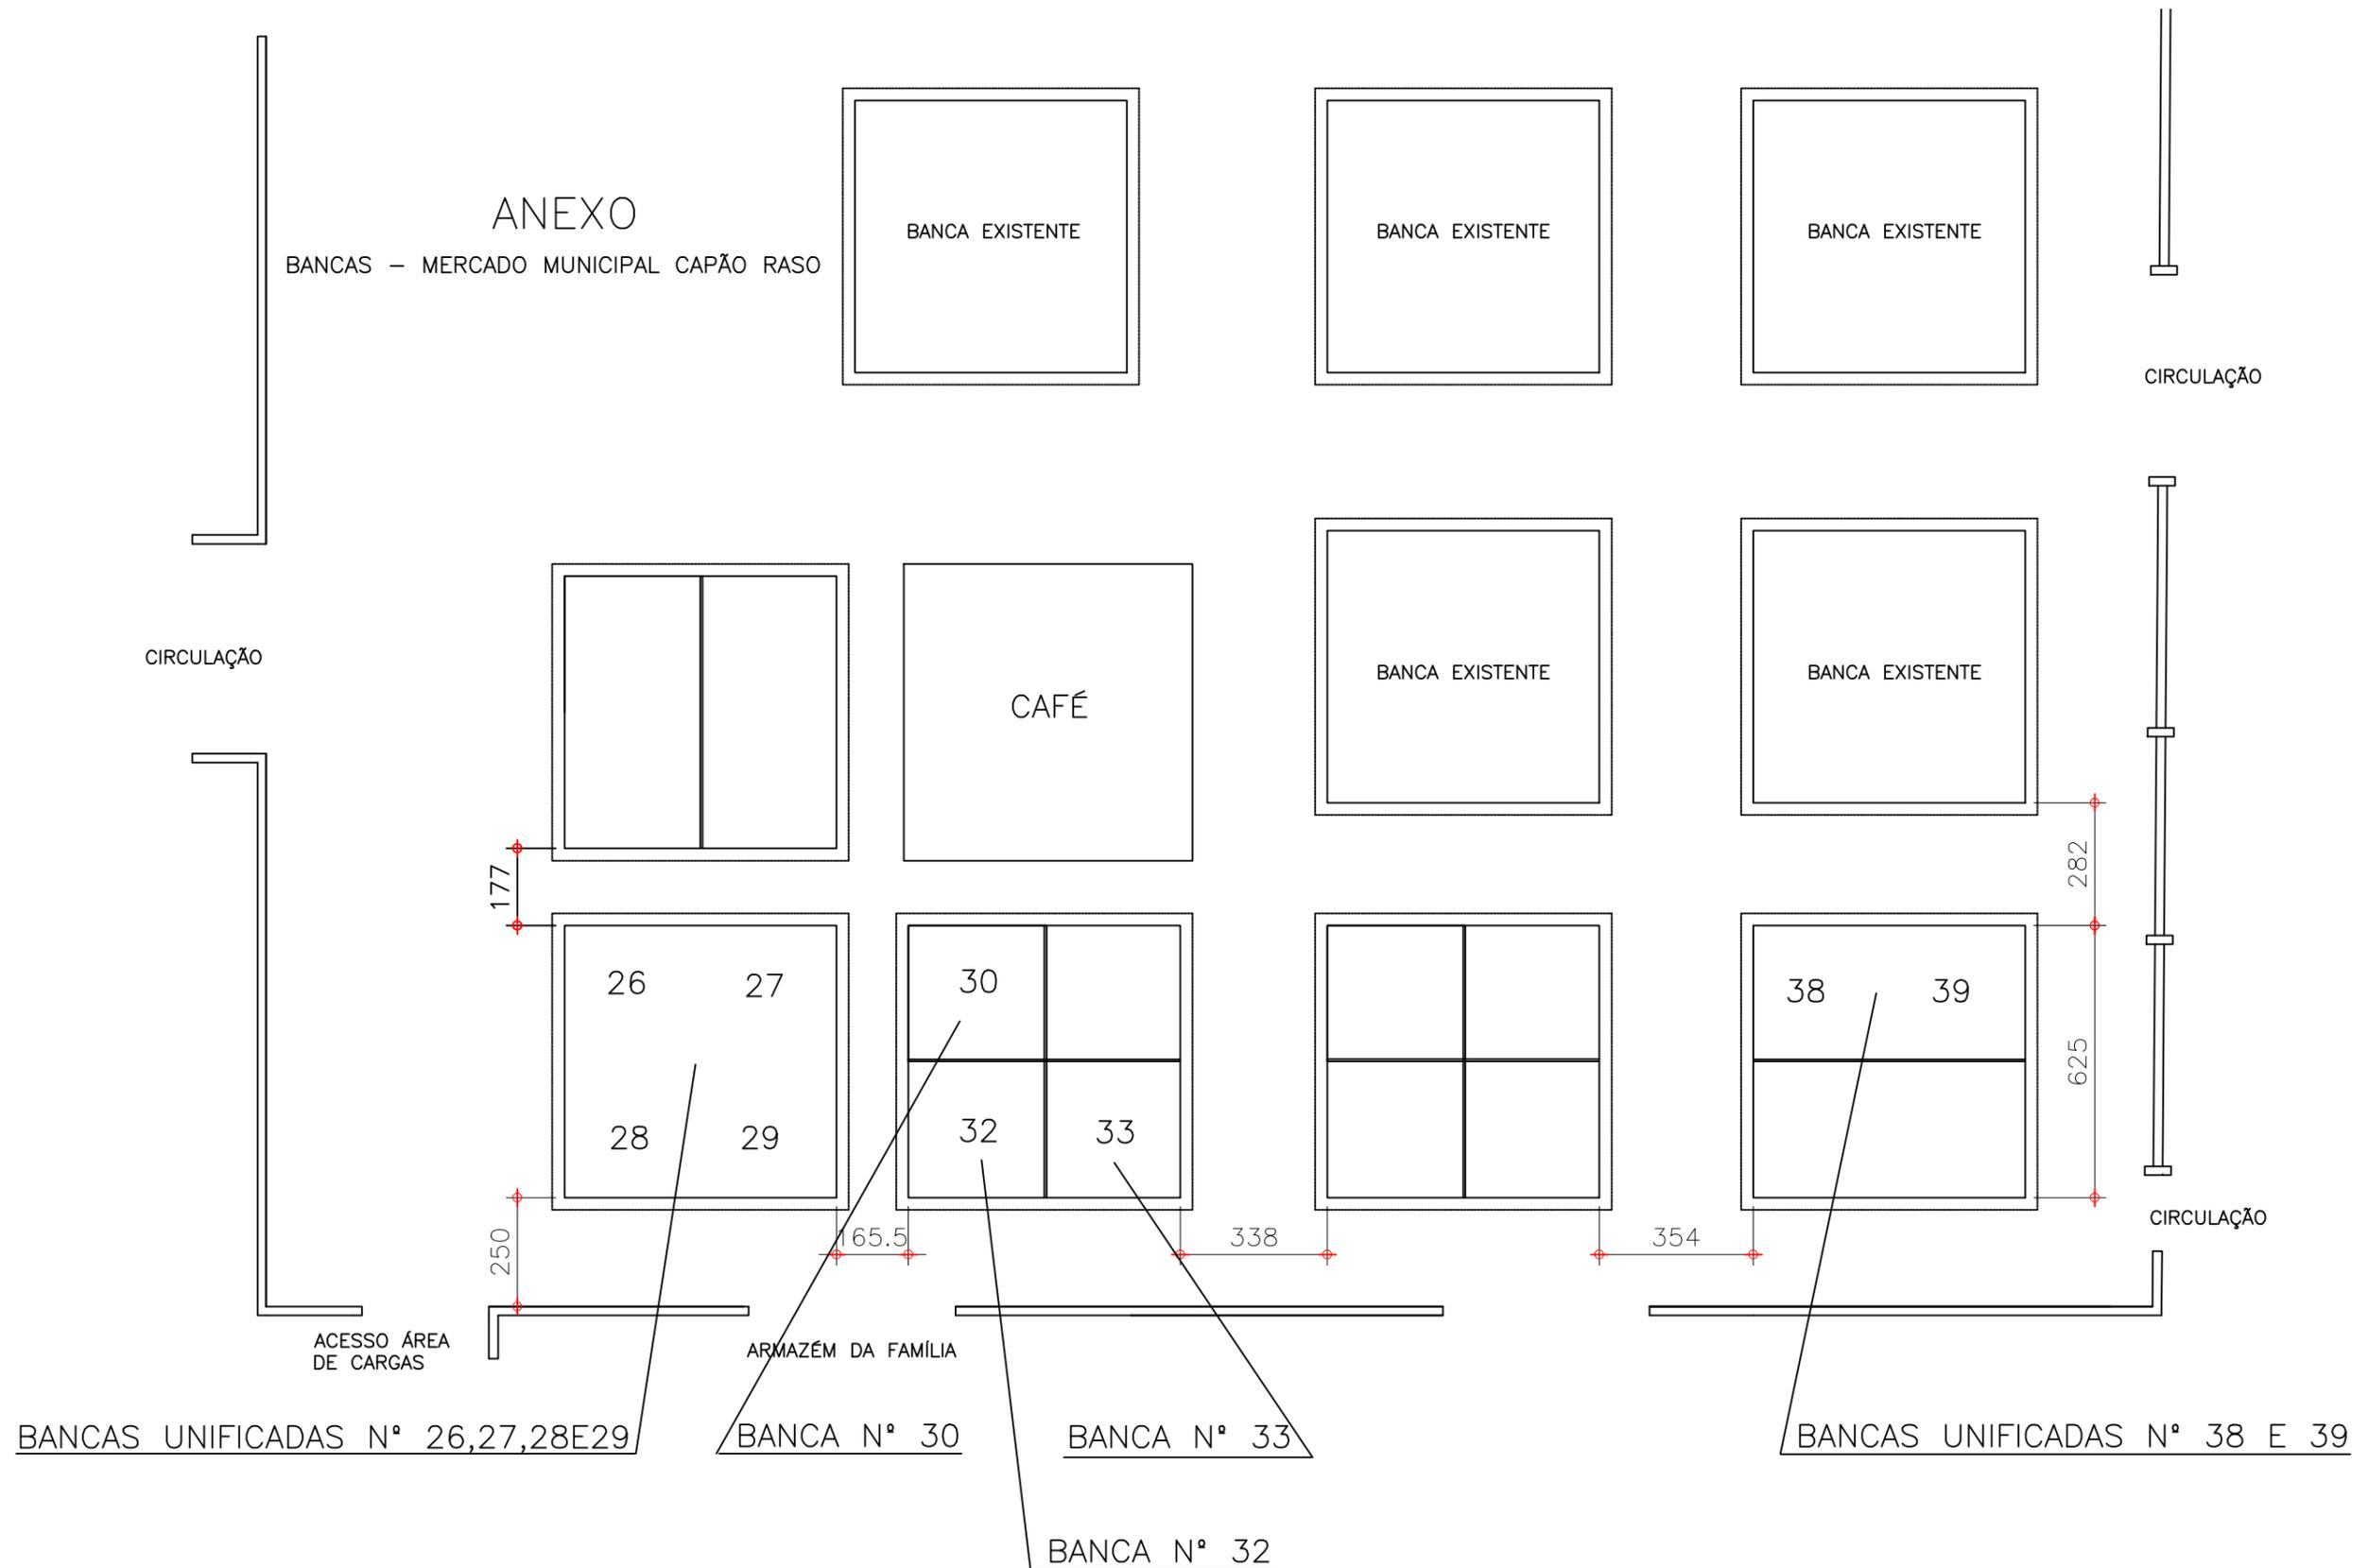 BANCA EXISTENTE
BANCA EXISTENTE
BANCA EXISTENTE
ANEXO
BANCAS – MERCADO MUNICIPAL CAPÃO RASO
CIRCULAÇÃO
CIRCULAÇÃO
CAFÉ
BANCA EXISTENTE
BANCA EXISTENTE
177
282
26
27
30
38
39
28
29
32
33
625
250
165.5
338
354
CIRCULAÇÃO
ACESSO ÁREA
DE CARGAS
ARMAZÉM DA FAMÍLIA
BANCAS UNIFICADAS Nº 26,27,28E29
BANCA Nº 30
BANCA Nº 33
BANCAS UNIFICADAS Nº 38 E 39
BANCA Nº 32